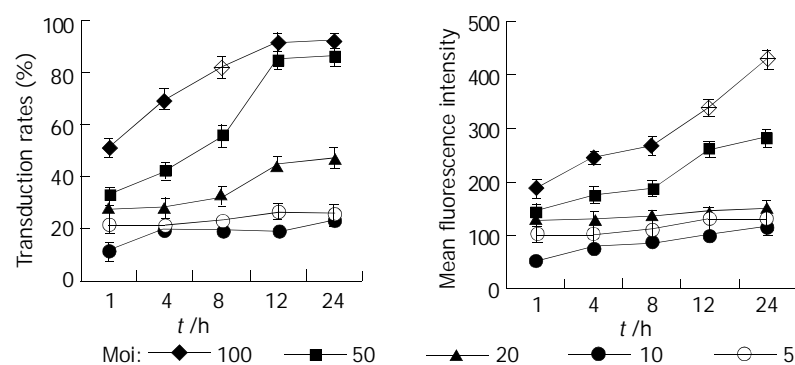 Transduction rates (%)
100
80
60
40
20
0
1 4 8 12 24
t /h
Mean fluorescence intensity
500
400
300
200
100
0
1 4 8 12 24
t /h
Moi: 100 50 20 10 5